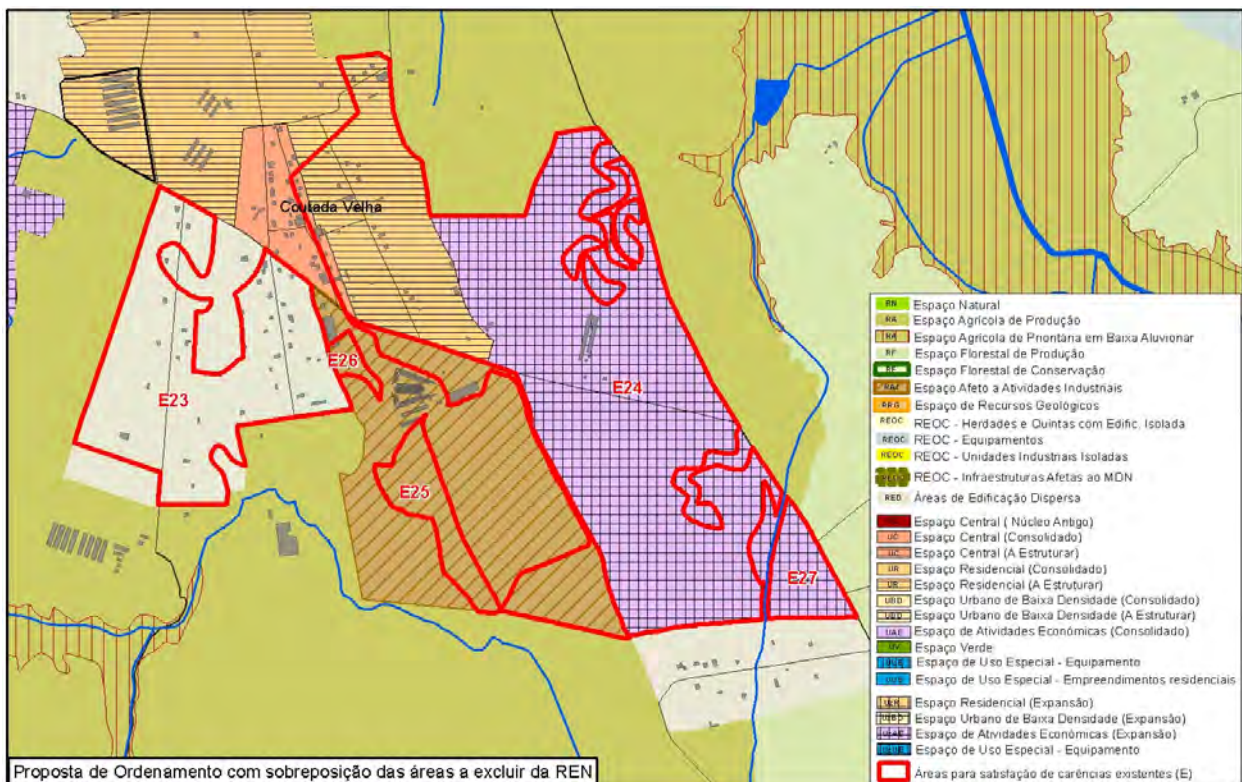 Coutada Velha
E26
E23
E24
E25
E27
RN Espaço Natural
RA Espaço Agrícola de Produção
RA Espaço Agrícola de Prioritária em Baixa Aluvionar
RF Espaço Florestal de Produção
RF Espaço Florestal de Conservação
RAI Espaço Afeto a Atividades Industriais
RRG Espaço de Recursos Geológicos
REOC REOC - Herdades e Quintas com Edific. Isolada
REOC REOC - Equipamentos
REOC REOC - Unidades Industriais Isoladas
REOC REOC - Infraestruturas Afetas ao MDN
RED Áreas de Edificação Dispersa
Espaço Central ( Núcleo Antigo)
UC Espaço Central (Consolidado)
UC Espaço Central (A Estruturar)
UR Espaço Residencial (Consolidado)
UR Espaço Residencial (A Estruturar)
UBD Espaço Urbano de Baixa Densidade (Consolidado)
UBD Espaço Urbano de Baixa Densidade (A Estruturar)
UAE Espaço de Atividades Económicas (Consolidado)
UV Espaço Verde
UUE Espaço de Uso Especial - Equipamento
UUE Espaço de Uso Especial - Empreendimentos residenciais
Espaço Residencial (Expansão)
Espaço Urbano de Baixa Densidade (Expansão)
Espaço de Atividades Económicas (Expansão)
Espaço de Uso Especial - Equipamento
Áreas para satisfação de carências existentes (E)
Proposta de Ordenamento com sobreposição das áreas a excluir da REN